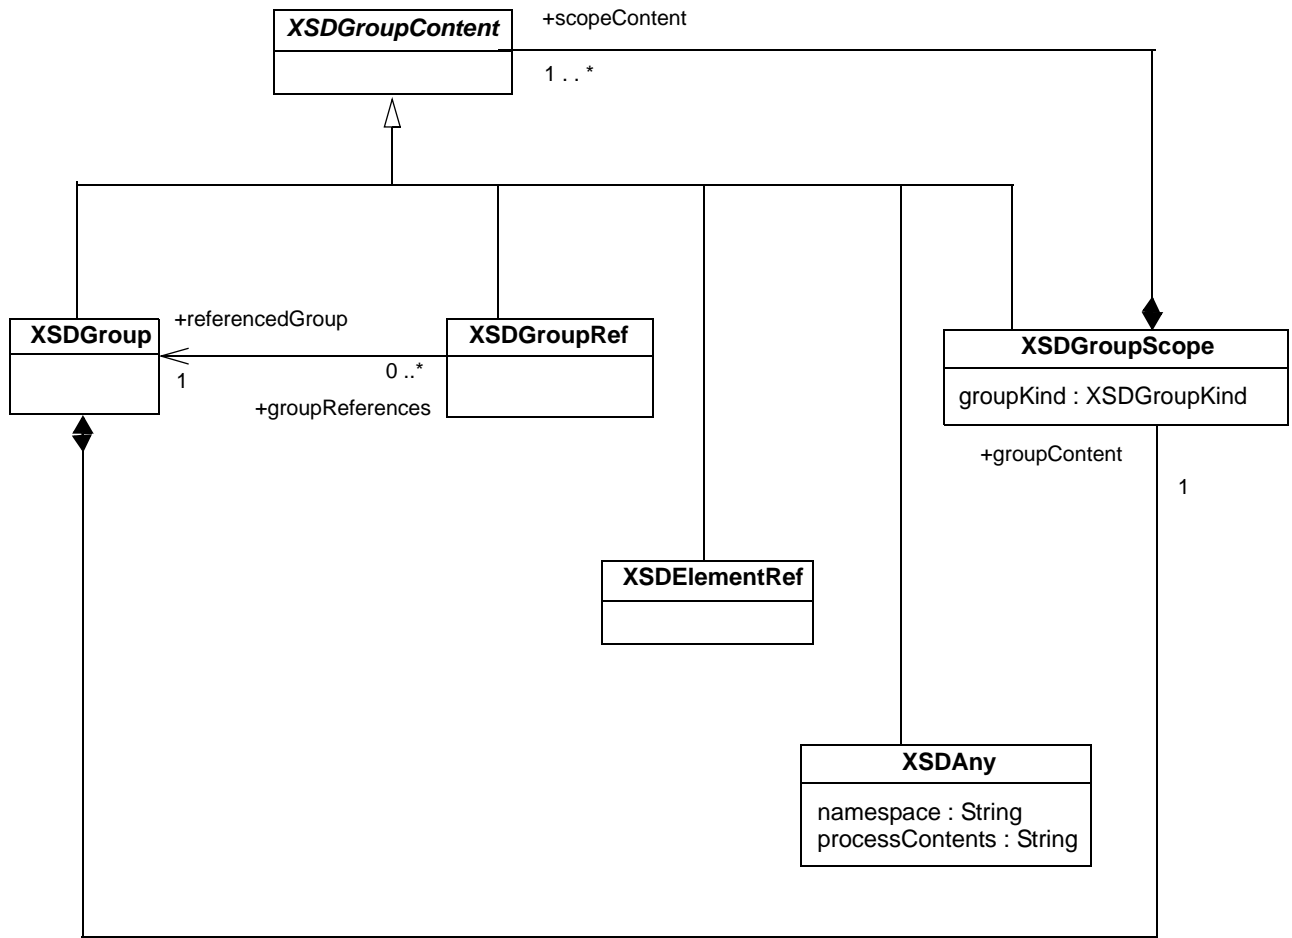 XSDGroupContent
+scopeContent
1 . . *
XSDGroup
+referencedGroup
1
0 ..*
+groupReferences
XSDGroupRef
XSDGroupScope
groupKind : XSDGroupKind
+groupContent
1
XSDElementRef
XSDAny
namespace : String
processContents : String